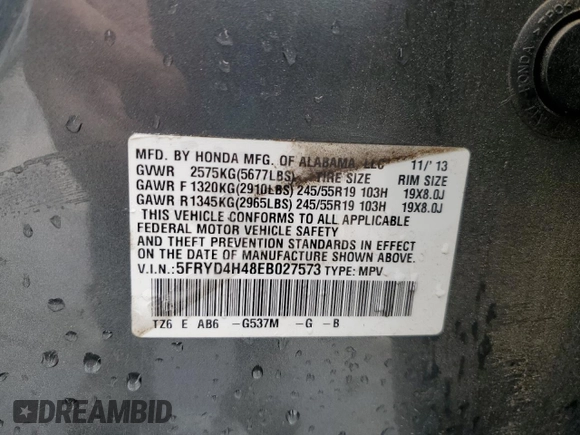 MFD. BY HONDA MFG. OF ALABAMA, LLC 11/'13
GVWR 2575KG(5677LBS) TIRE SIZE RIM SIZE
GAWR F 1320KG(2910LBS) 245/55R19 103H 19X8.0J
GAWR R 1345KG(2965LBS) 245/55R19 103H 19X8.0J
THIS VEHICLE CONFORMS TO ALL APPLICABLE
FEDERAL MOTOR VEHICLE SAFETY
AND THEFT PREVENTION STANDARDS IN EFFECT
ON THE DATE OF MANUFACTURE SHOWN ABOVE.
V.I.N.:5FRYD4H48EB027573 TYPE: MPV
TZ6 E AB6 -G537M -G -B
HONDA
DREAMBID